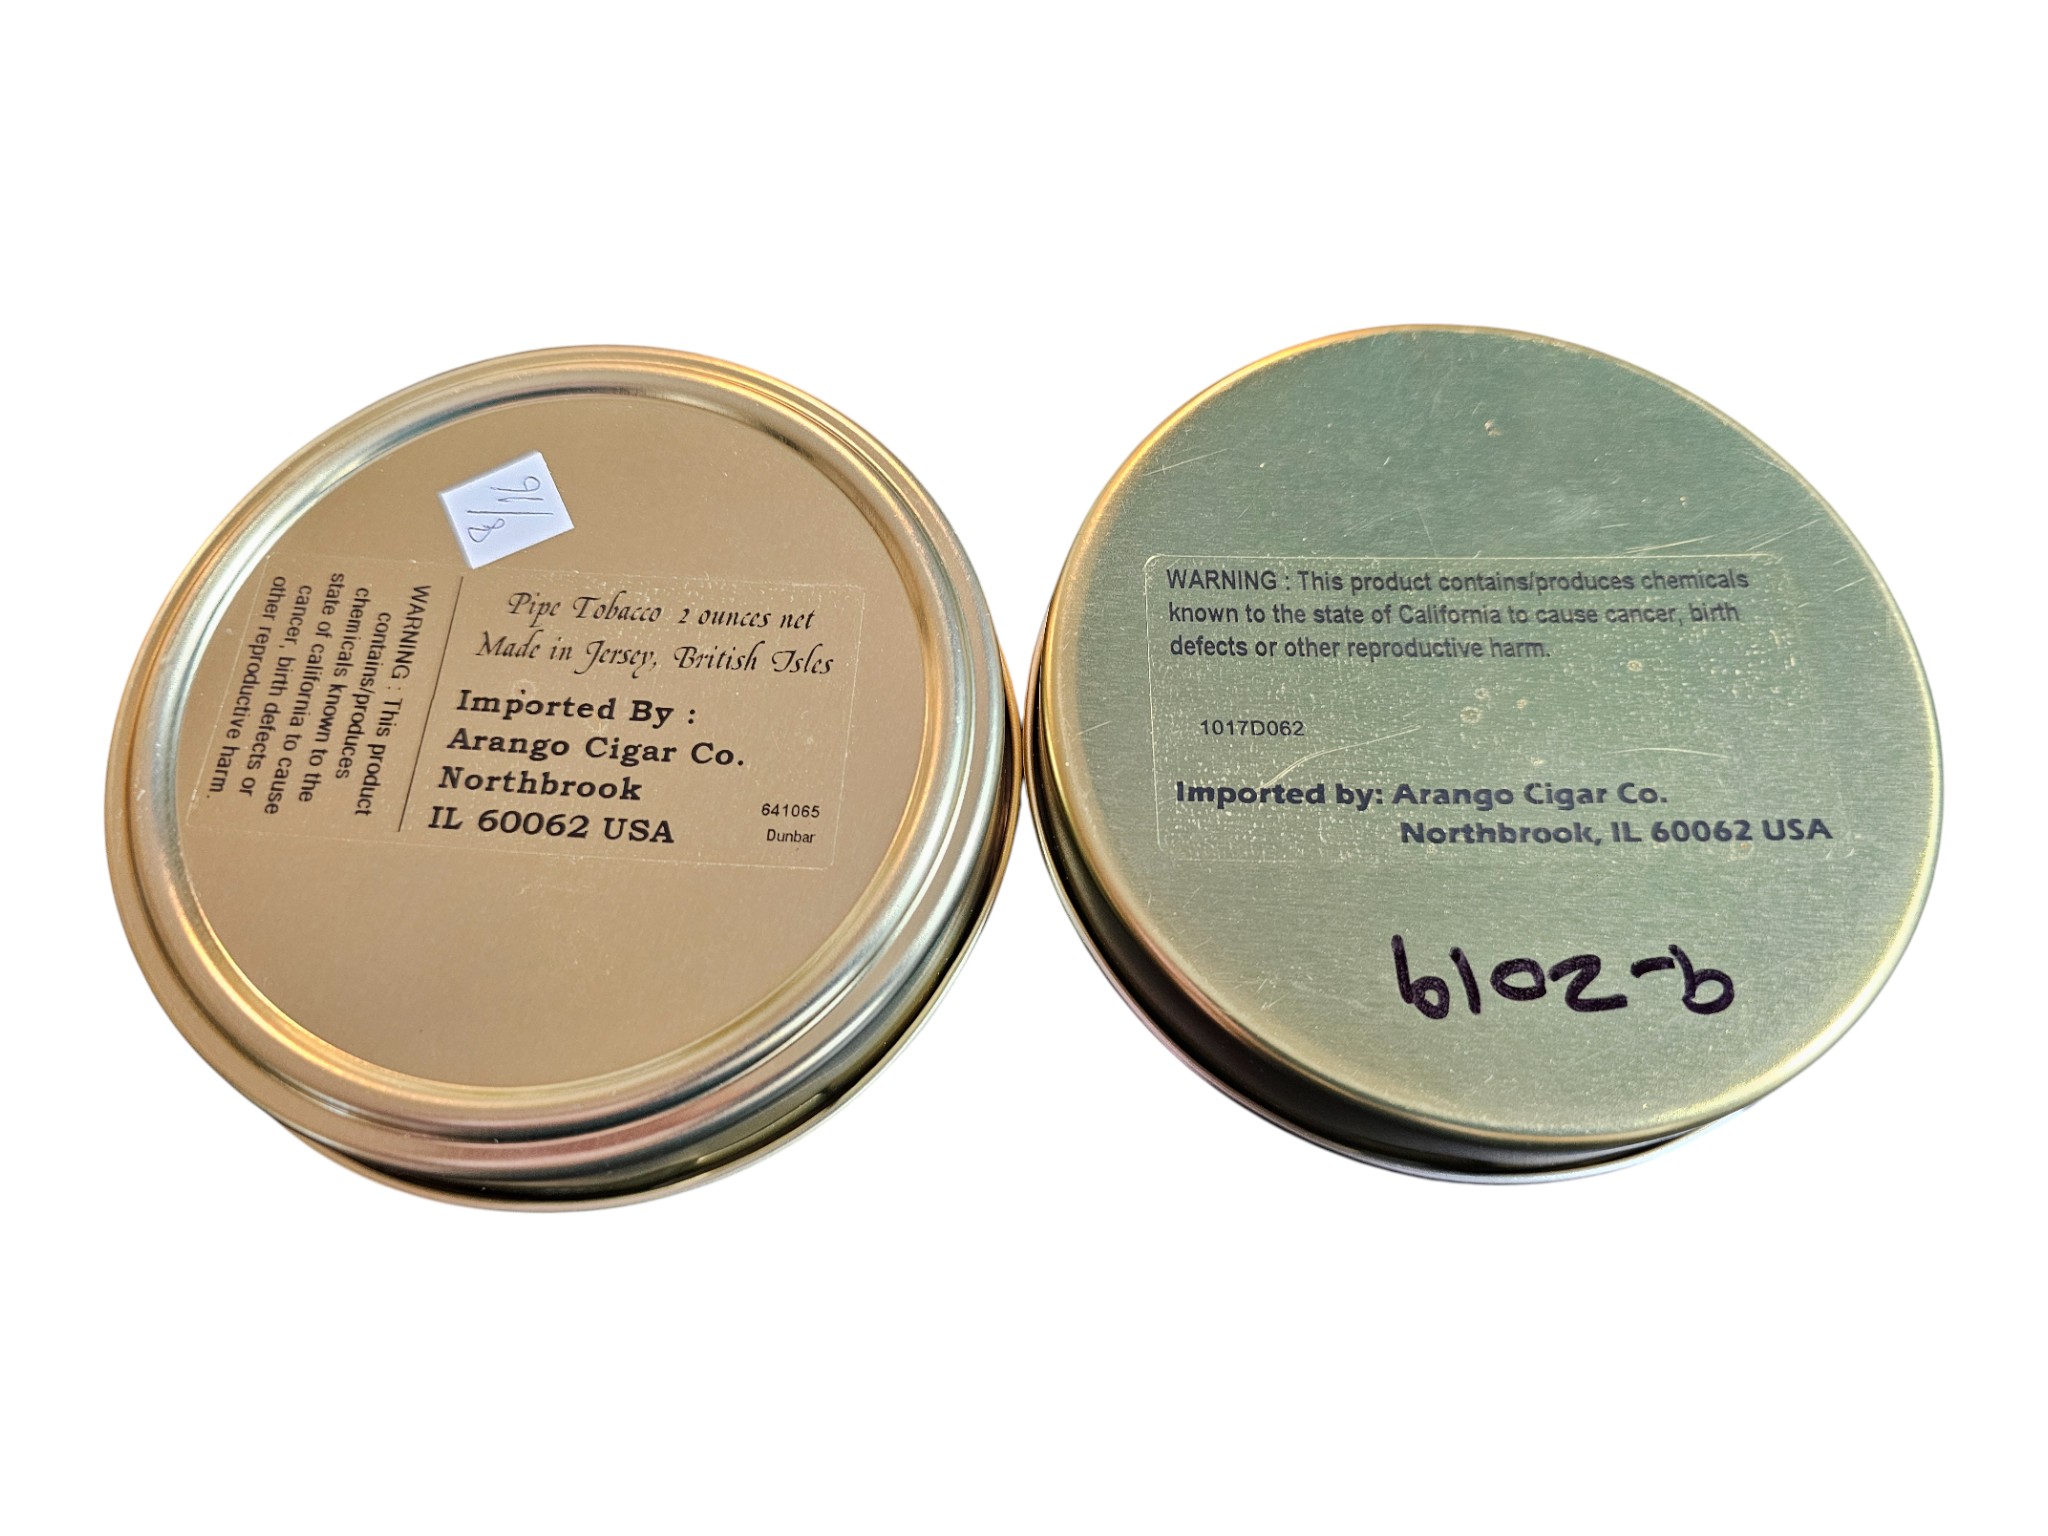 8/16
Pipe Tobacco 2 ounces net
Made in Jersey, British Isles
Imported By :
Arango Cigar Co.
Northbrook
IL 60062 USA
641065
Dunbar
WARNING : This product
contains/produces
chemicals known to the
state of california to cause
cancer, birth defects or
other reproductive harm.
WARNING : This product contains/produces chemicals
known to the state of California to cause cancer, birth
defects or other reproductive harm.
1017D062
Imported by: Arango Cigar Co.
Northbrook, IL 60062 USA
9-2019